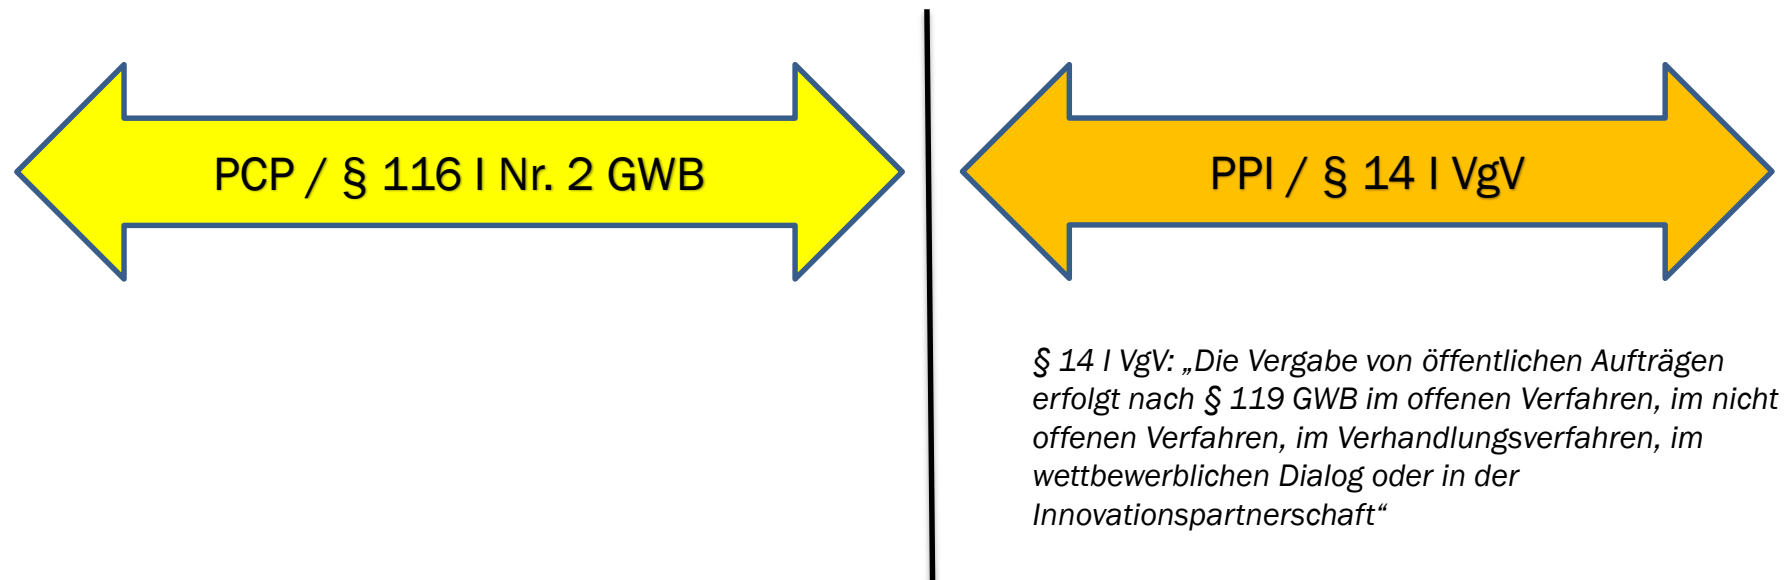 PCP / § 116 I Nr. 2 GWB
PPI / § 14 I VgV
§ 14 I VgV: „Die Vergabe von öffentlichen Aufträgen
erfolgt nach § 119 GWB im offenen Verfahren, im nicht
offenen Verfahren, im Verhandlungsverfahren, im
wettbewerblichen Dialog oder in der
Innovationspartnerschaft“